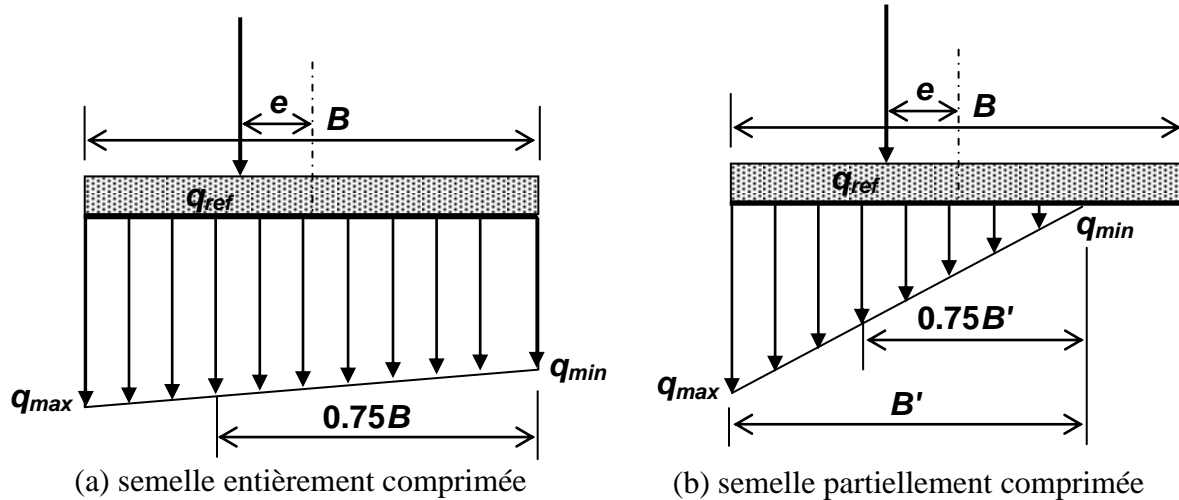 e
B
q_ref
q_max
q_min
0.75B
(a) semelle entièrement comprimée
e
B
q_ref
q_min
0.75B'
q_max
B'
(b) semelle partiellement comprimée